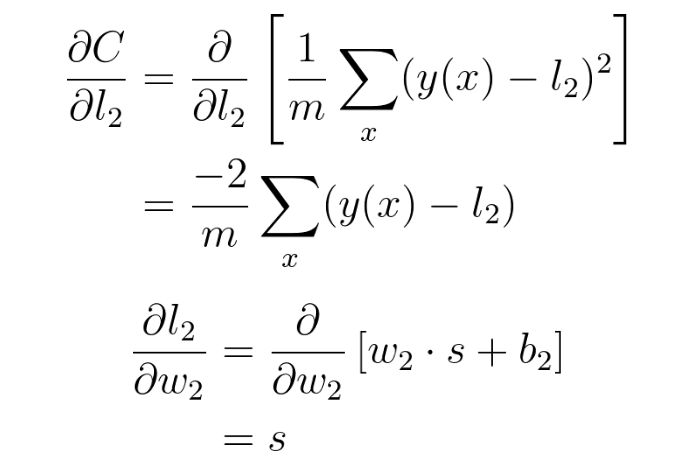 ∂C/∂l₂ = ∂/∂l₂ [1/m ∑ₓ (y(x) − l₂)²]
= −2/m ∑ₓ (y(x) − l₂)
∂l₂/∂w₂ = ∂/∂w₂ [w₂ · s + b₂]
= s